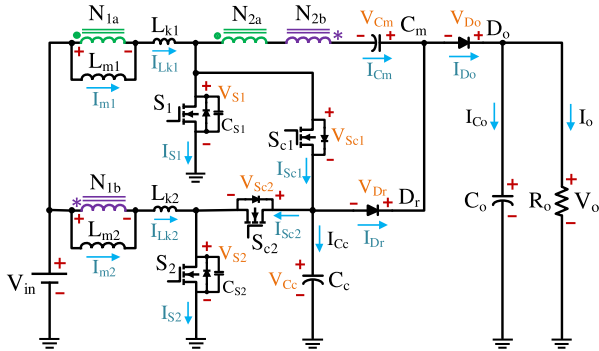 N1a Lk1 N2a N2b VCm Cm VDo Do
+ - + - * - + - +
Lm1 ILk1 ICm IDo
Im1
S1 + VS1
CS1
IS1 -
+ Sc1 VSc1 -
ISc1
ICo Io
N1b Lk2 VSc2 VDr Dr
* - + - +
+ - Sc2 ISc2 - + IDr
Lm2 ILk2
Im2
Co + - Ro + - Vo
S2 + VS2 ICc
CS2
IS2 -
Vin + -
VCc + - Cc